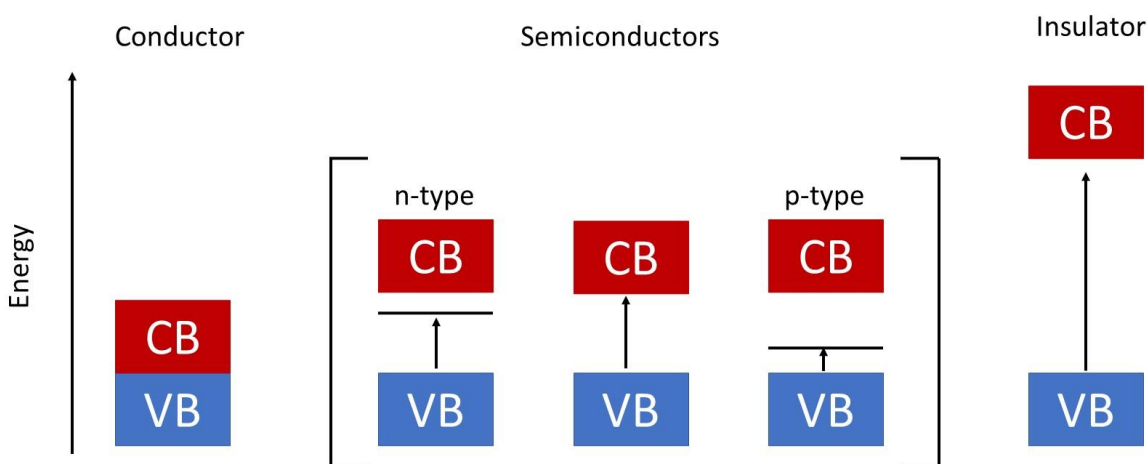 Conductor
Semiconductors
Insulator
Energy
n-type
p-type
CB
CB
CB
CB
CB
VB
VB
VB
VB
VB